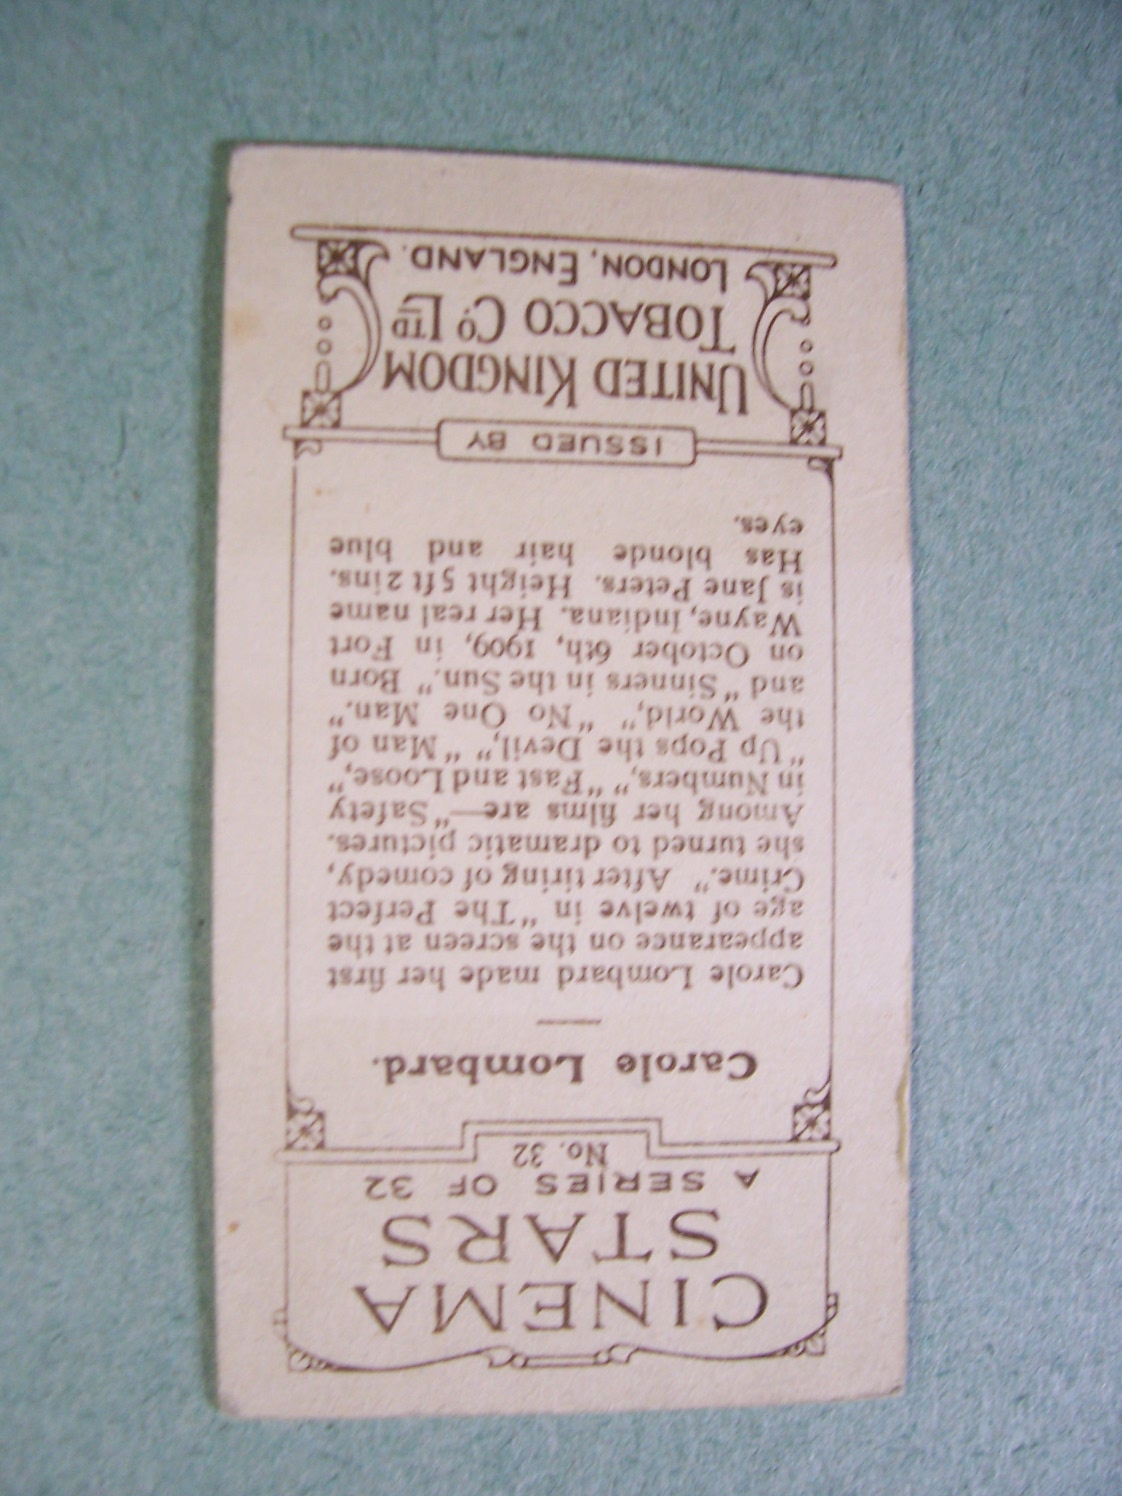 CINEMA
STARS
A SERIES OF 32
No. 32
Carole Lombard.
Carole Lombard made her first
appearance on the screen at the
age of twelve in "The Perfect
Crime." After tiring of comedy,
she turned to dramatic pictures.
Among her films are—"Safety
in Numbers," "Fast and Loose,"
"Up Pops the Devil," "Man of
the World," "No One Man."
and "Sinners in the Sun." Born
on October 6th, 1909, in Fort
Wayne, Indiana. Her real name
is Jane Peters. Height 5 ft 2 ins.
Has blonde hair and blue
eyes.
ISSUED BY
UNITED KINGDOM
TOBACCO Co. LTD
LONDON, ENGLAND.